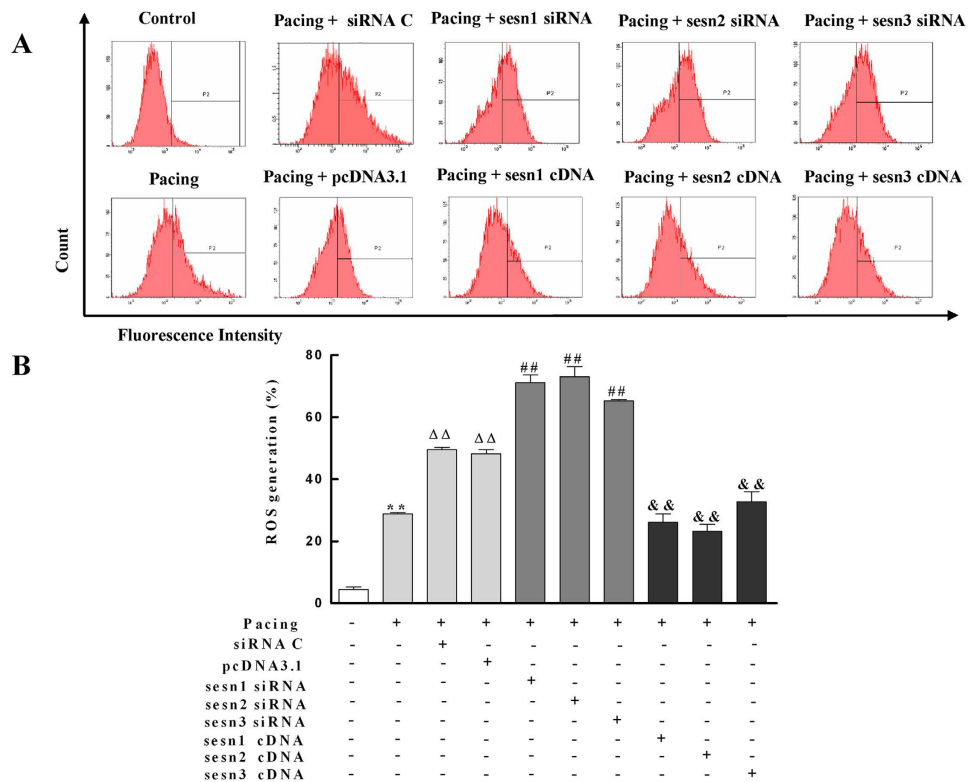 A
Control
Pacing + siRNA C
Pacing + sesn1 siRNA
Pacing + sesn2 siRNA
Pacing + sesn3 siRNA
P2
P2
P2
P2
P2
Pacing
Pacing + pcDNA3.1
Pacing + sesn1 cDNA
Pacing + sesn2 cDNA
Pacing + sesn3 cDNA
P2
P2
P2
P2
P2
Count
Fluorescence Intensity
B
ROS generation (%)
80
60
40
20
0
** ΔΔ ΔΔ ## ## ## && && &&
Pacing - + + + + + + + + +
siRNA C - - + - - - - - - -
pcDNA3.1 - - - + - - - - - -
sesn1 siRNA - - - - + - - - - -
sesn2 siRNA - - - - - + - - - -
sesn3 siRNA - - - - - - + - - -
sesn1 cDNA - - - - - - - + - -
sesn2 cDNA - - - - - - - - + -
sesn3 cDNA - - - - - - - - - +